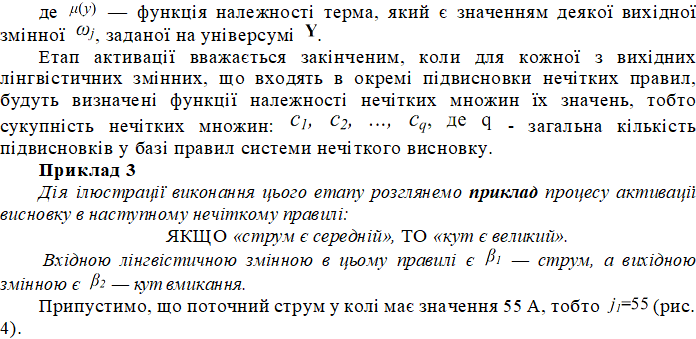 де μ(y) — функція належності терма, який є значенням деякої вихідної
змінної ωj, заданої на універсумі Y.
Етап активації вважається закінченим, коли для кожної з вихідних
лінгвістичних змінних, що входять в окремі підвисновки нечітких правил,
будуть визначені функції належності нечітких множин їх значень, тобто
сукупність нечітких множин: c1, c2, ..., cq, де q - загальна кількість
підвисновків у базі правил системи нечіткого висновку.
Приклад 3
Дія ілюстрації виконання цього етапу розглянемо приклад процесу активації
висновку в наступному нечіткому правилі:
ЯКЩО «струм є середній», ТО «кут є великий».
Вхідною лінгвістичною змінною в цьому правилі є β1 — струм, а вихідною
змінною є β2 — кут вмикання.
Припустимо, що поточний струм у колі має значення 55 А, тобто j1=55 (рис.
4).